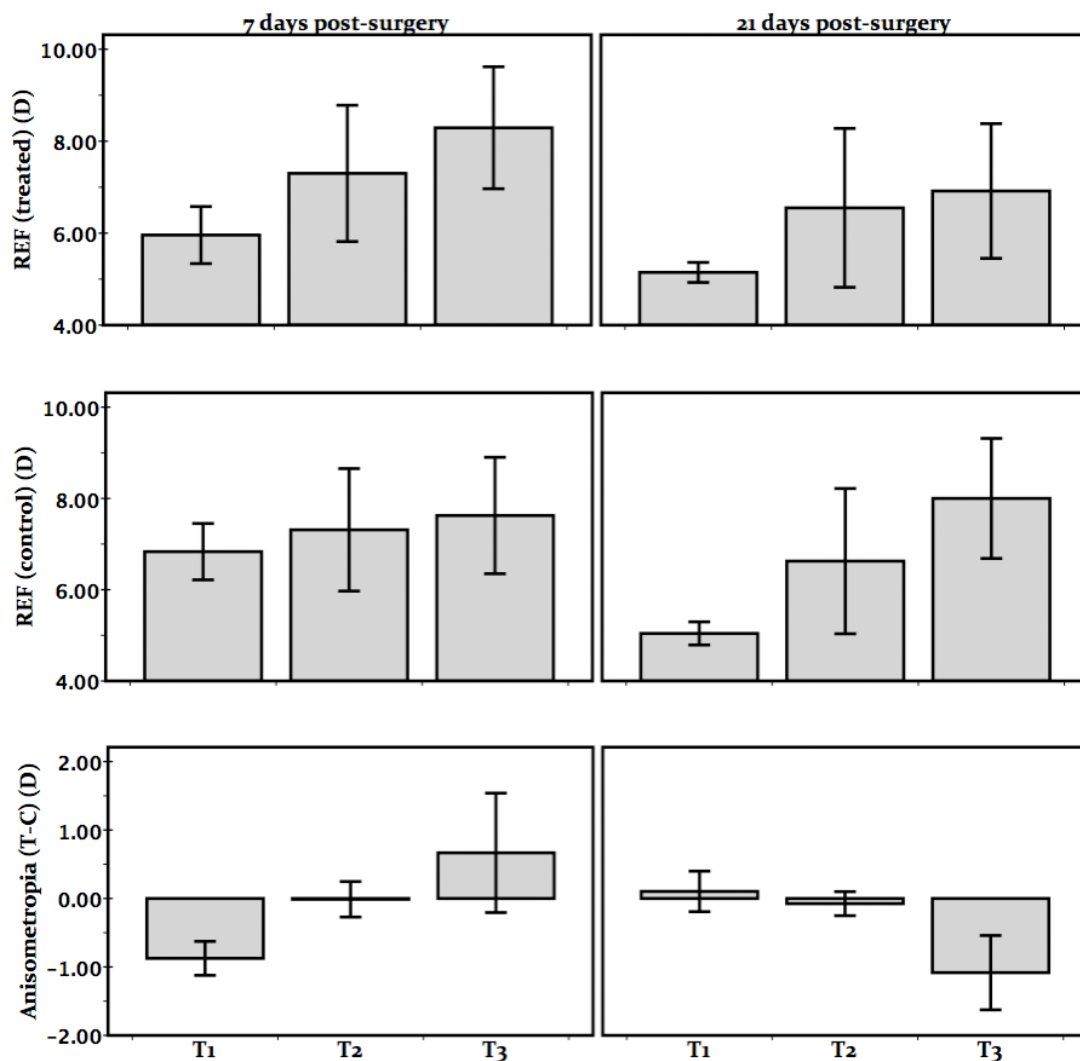 7 days post-surgery
21 days post-surgery
REF (treated) (D)
10.00
8.00
6.00
4.00
REF (control) (D)
10.00
8.00
6.00
4.00
Anisometropia (T-C) (D)
2.00
1.00
0.00
-1.00
-2.00
T1 T2 T3
T1 T2 T3